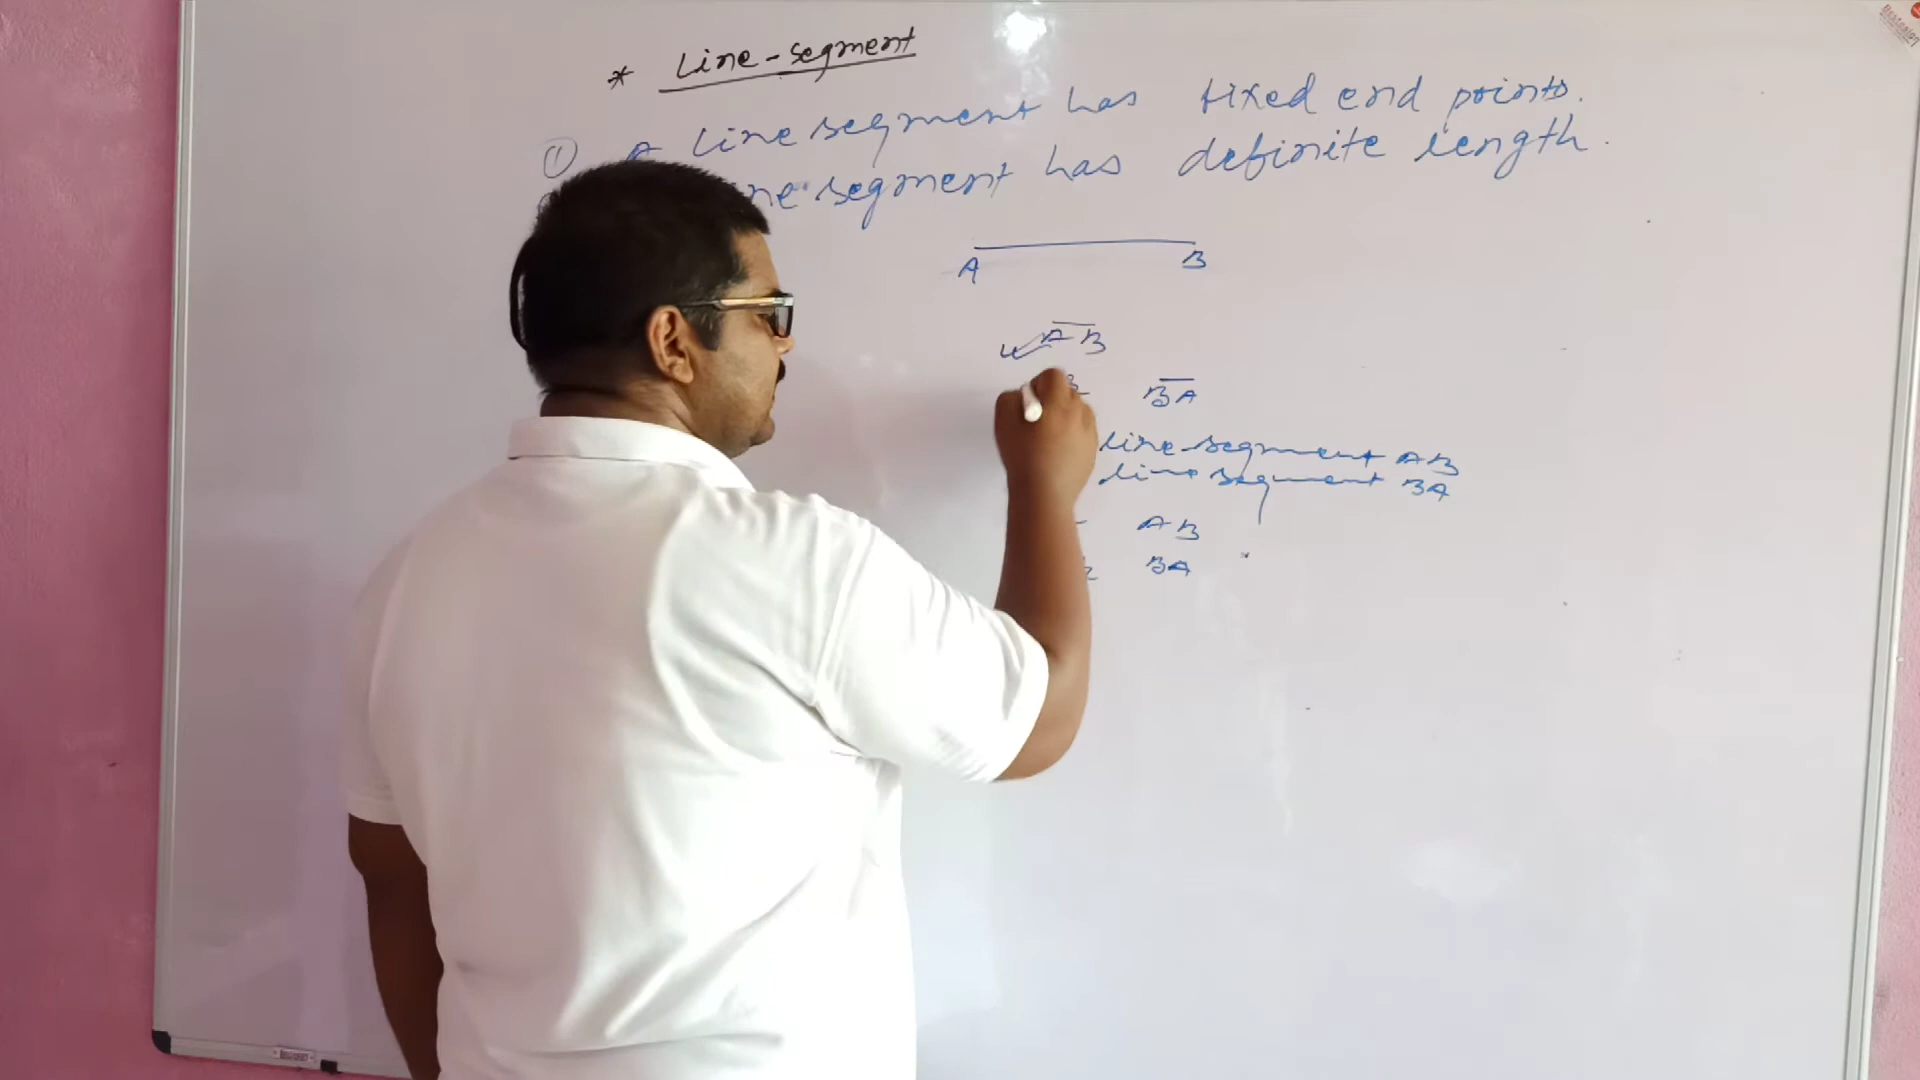 * Line-segment
① A line segment has fixed end points.
line segment has definite length.
A B
AB
BA
line-segment AB
line segment BA
AB
BA